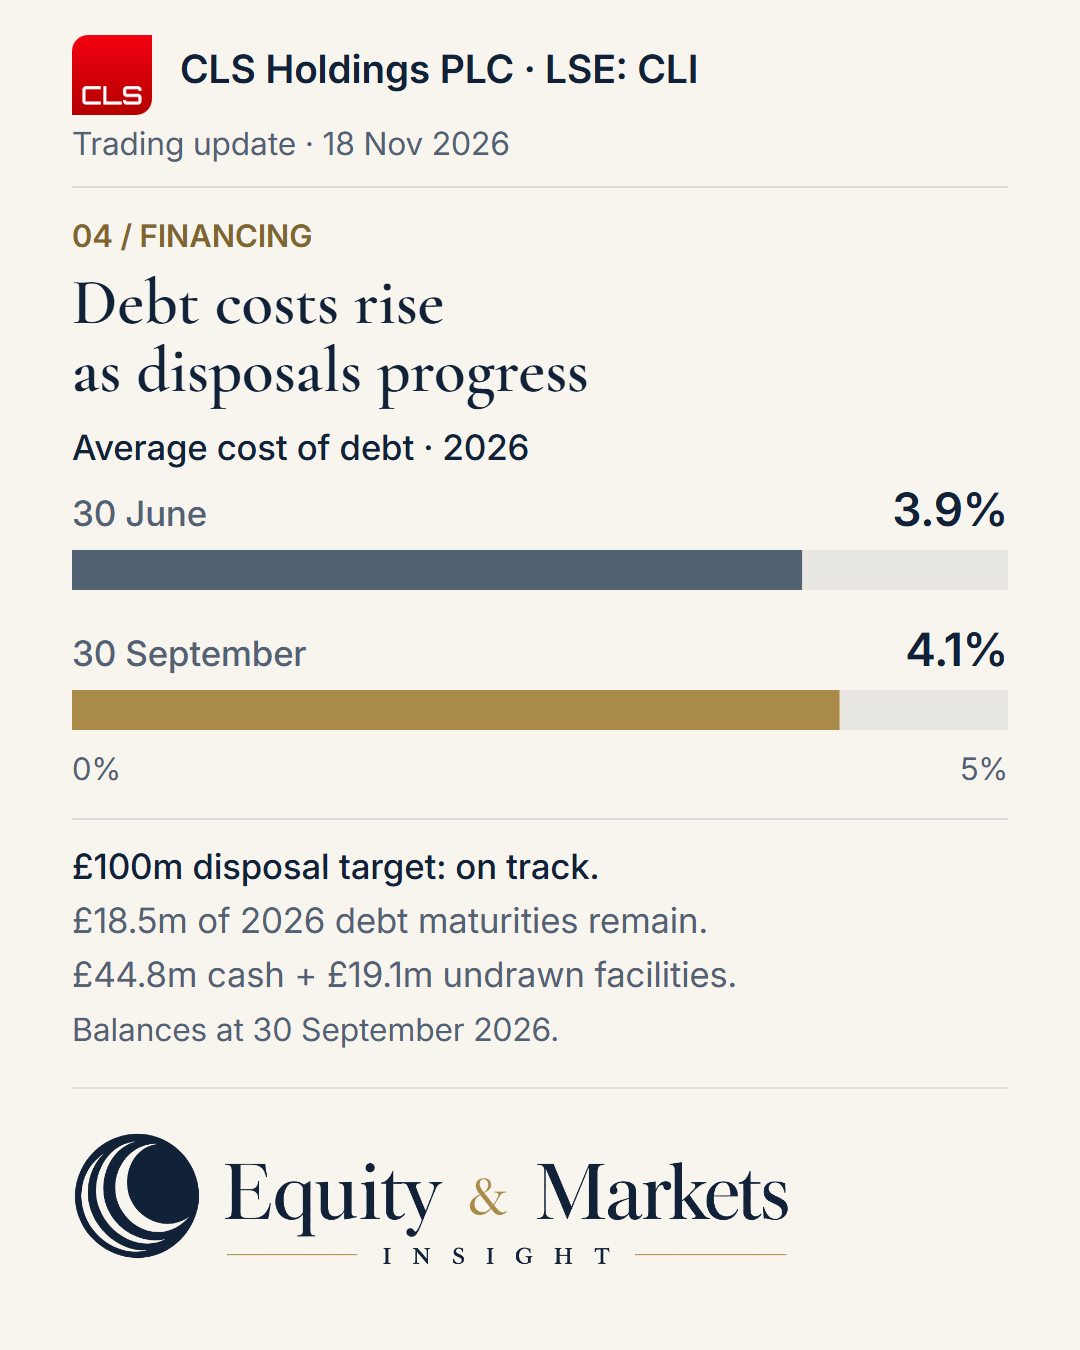 CLS
CLS Holdings PLC · LSE: CLI
Trading update · 18 Nov 2026
04 / FINANCING
Debt costs rise
as disposals progress
Average cost of debt · 2026
30 June 3.9%
30 September 4.1%
0% 5%
£100m disposal target: on track.
£18.5m of 2026 debt maturities remain.
£44.8m cash + £19.1m undrawn facilities.
Balances at 30 September 2026.
Equity & Markets
INSIGHT